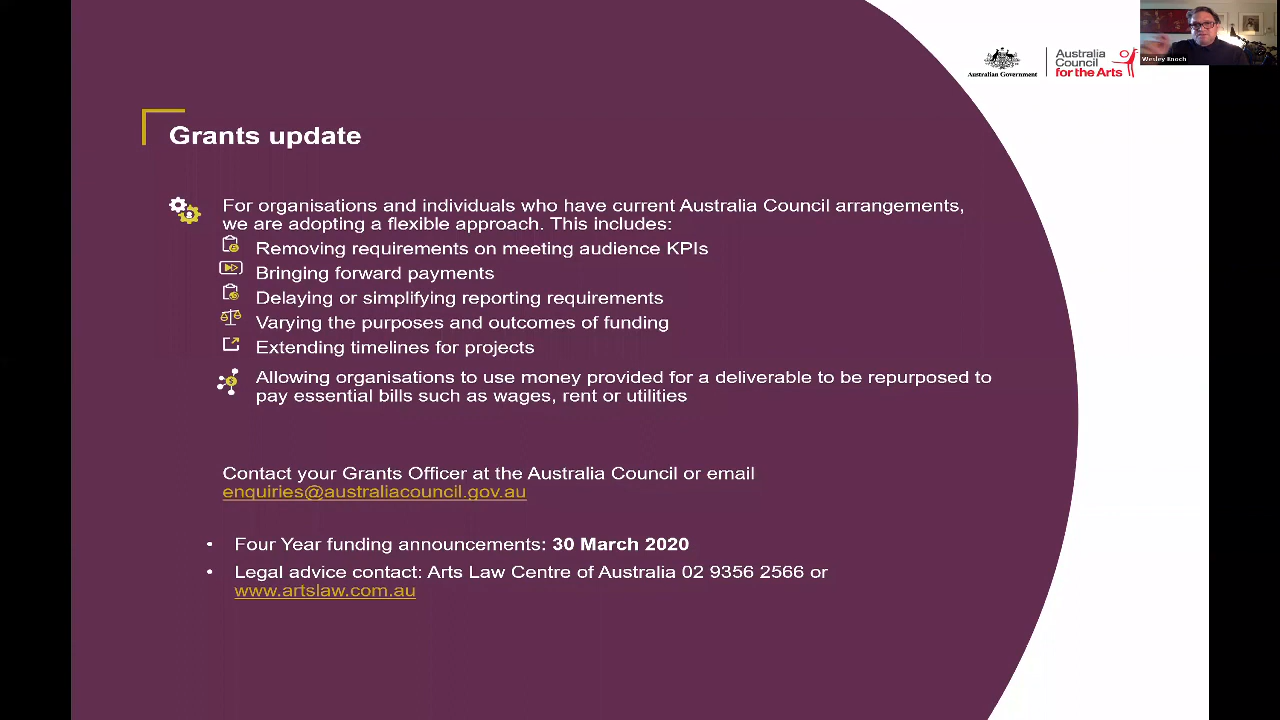 Australian Government
Australia
Council
for the Arts
Wesley Enoch
Grants update
For organisations and individuals who have current Australia Council arrangements,
we are adopting a flexible approach. This includes:
Removing requirements on meeting audience KPIs
Bringing forward payments
Delaying or simplifying reporting requirements
Varying the purposes and outcomes of funding
Extending timelines for projects
Allowing organisations to use money provided for a deliverable to be repurposed to
pay essential bills such as wages, rent or utilities
Contact your Grants Officer at the Australia Council or email
enquiries@australiacouncil.gov.au
• Four Year funding announcements: 30 March 2020
• Legal advice contact: Arts Law Centre of Australia 02 9356 2566 or
www.artslaw.com.au